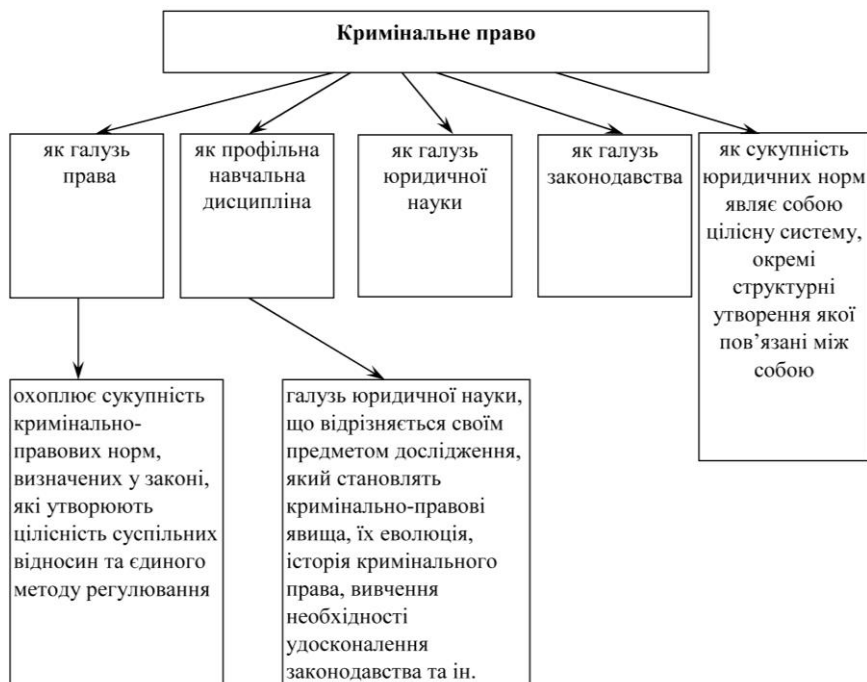 Кримінальне право
як галузь
права
як профільна
навчальна
дисципліна
як галузь
юридичної
науки
як галузь
законодавства
як сукупність
юридичних норм
являє собою
цілісну систему,
окремі
структурні
утворення якої
пов’язані між
собою
охоплює сукупність
кримінально-
правових норм,
визначених у законі,
які утворюють
цілісність суспільних
відносин та єдиного
методу регулювання
галузь юридичної науки,
що відрізняється своїм
предметом дослідження,
який становлять
кримінально-правові
явища, їх еволюція,
історія кримінального
права, вивчення
необхідності
удосконалення
законодавства та ін.